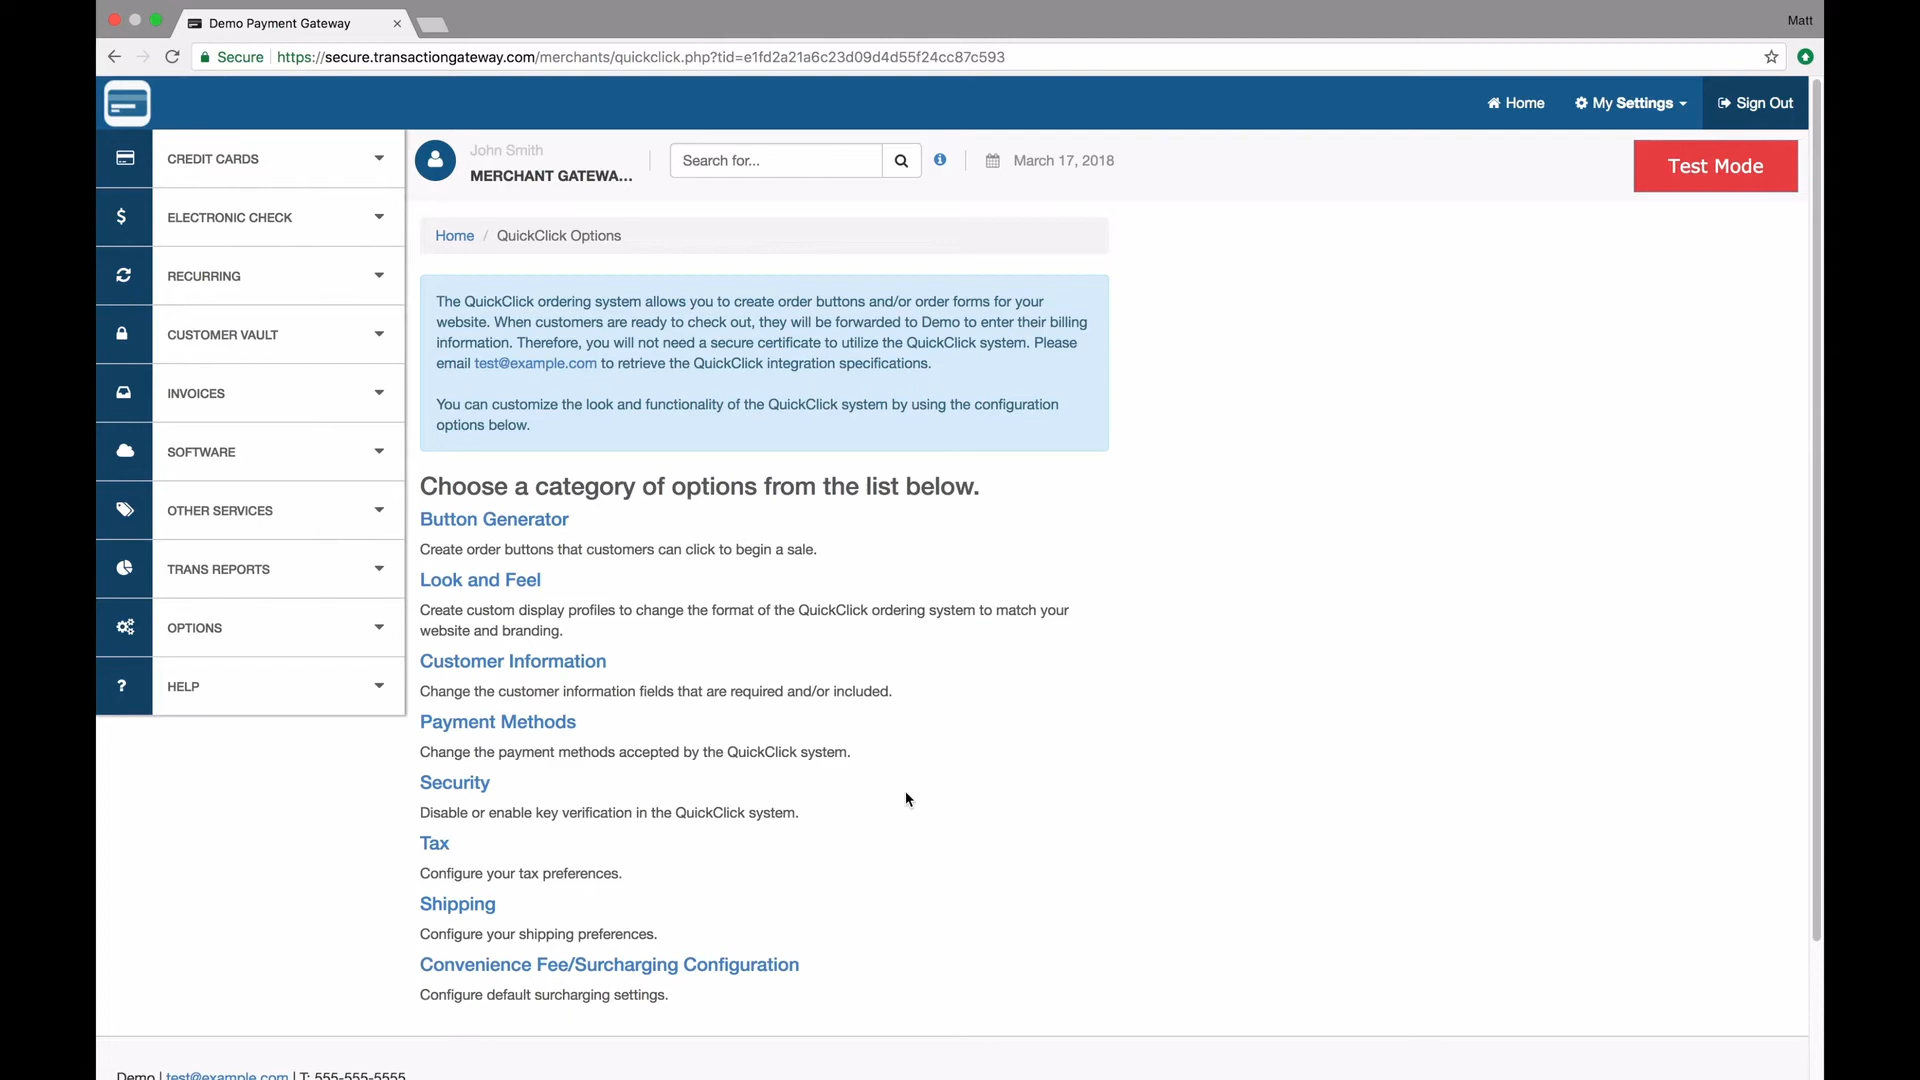 Demo Payment Gateway
Matt
Secure https://secure.transactiongateway.com/merchants/quickclick.php?tid=e1fd2a21a6c23d09d4d55f24cc87c593
Home
My Settings
Sign Out
CREDIT CARDS
ELECTRONIC CHECK
RECURRING
CUSTOMER VAULT
INVOICES
SOFTWARE
OTHER SERVICES
TRANS REPORTS
OPTIONS
HELP
John Smith
MERCHANT GATEWA...
Search for...
March 17, 2018
Test Mode
Home / QuickClick Options
The QuickClick ordering system allows you to create order buttons and/or order forms for your
website. When customers are ready to check out, they will be forwarded to Demo to enter their billing
information. Therefore, you will not need a secure certificate to utilize the QuickClick system. Please
email test@example.com to retrieve the QuickClick integration specifications.
You can customize the look and functionality of the QuickClick system by using the configuration
options below.
Choose a category of options from the list below.
Button Generator
Create order buttons that customers can click to begin a sale.
Look and Feel
Create custom display profiles to change the format of the QuickClick ordering system to match your
website and branding.
Customer Information
Change the customer information fields that are required and/or included.
Payment Methods
Change the payment methods accepted by the QuickClick system.
Security
Disable or enable key verification in the QuickClick system.
Tax
Configure your tax preferences.
Shipping
Configure your shipping preferences.
Convenience Fee/Surcharging Configuration
Configure default surcharging settings.
Demo | test@example.com | T: 555-555-5555